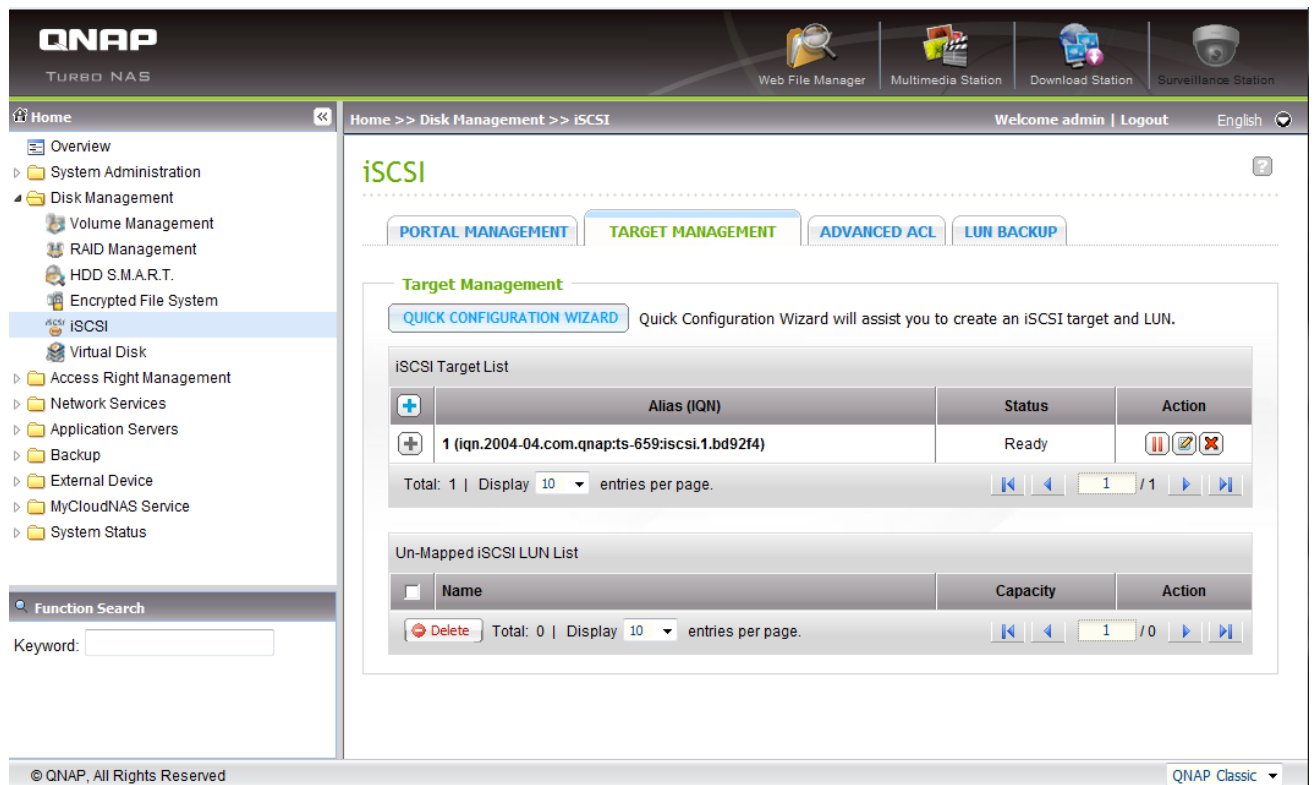 QNAP
TURBO NAS
Web File Manager
Multimedia Station
Download Station
Surveillance Station
Home
Home >> Disk Management >> iSCSI
Welcome admin | Logout
English
Overview
System Administration
Disk Management
Volume Management
RAID Management
HDD S.M.A.R.T.
Encrypted File System
iSCSI
Virtual Disk
Access Right Management
Network Services
Application Servers
Backup
External Device
MyCloudNAS Service
System Status
Function Search
Keyword:
iSCSI
?
PORTAL MANAGEMENT
TARGET MANAGEMENT
ADVANCED ACL
LUN BACKUP
Target Management
QUICK CONFIGURATION WIZARD Quick Configuration Wizard will assist you to create an iSCSI target and LUN.
iSCSI Target List
Alias (IQN) Status Action
1 (iqn.2004-04.com.qnap:ts-659:iscsi.1.bd92f4) Ready
Total: 1 | Display 10 entries per page. 1 / 1
Un-Mapped iSCSI LUN List
Name Capacity Action
Delete Total: 0 | Display 10 entries per page. 1 / 0
© QNAP, All Rights Reserved
QNAP Classic